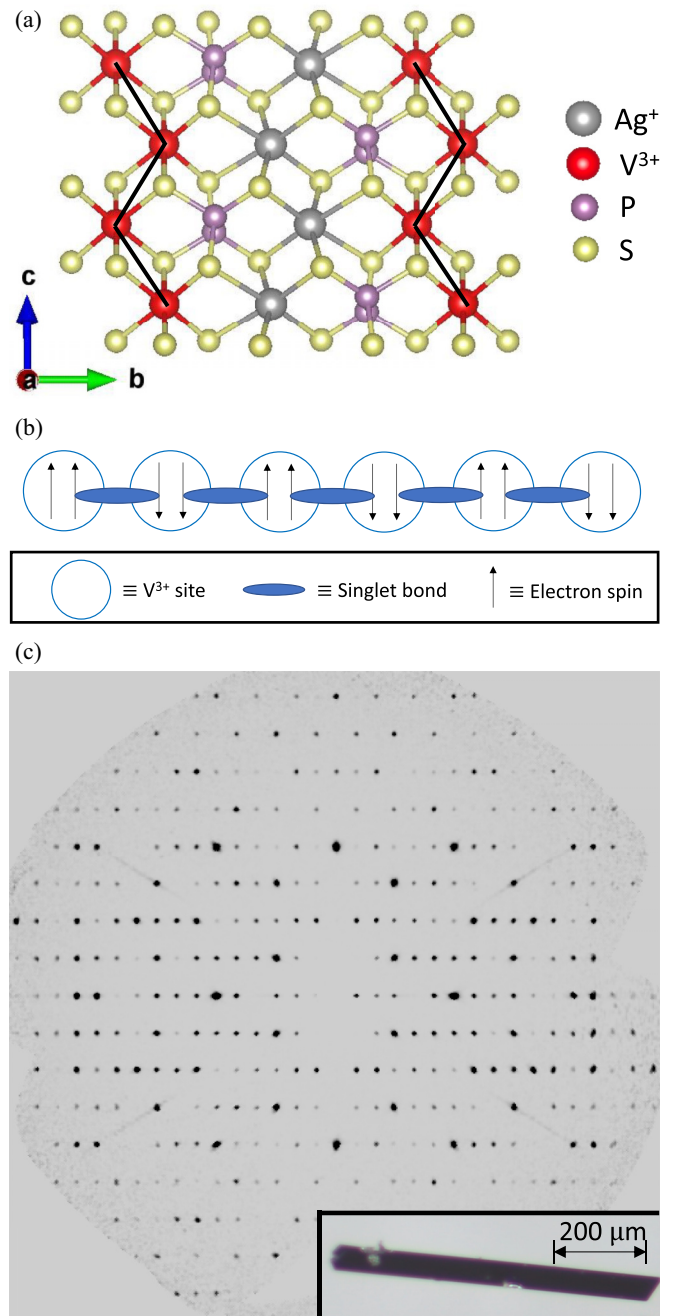 (a)
Ag⁺
V³⁺
P
S
c
a
b
(b)
≡ V³⁺ site
≡ Singlet bond
≡ Electron spin
(c)
200 μm